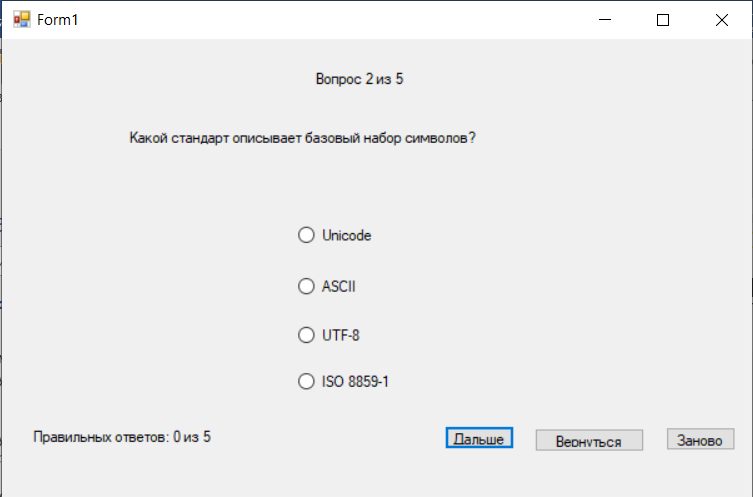 Form1
Вопрос 2 из 5
Какой стандарт описывает базовый набор символов?
Unicode
ASCII
UTF-8
ISO 8859-1
Правильных ответов: 0 из 5
Дальше
Вернуться
Заново